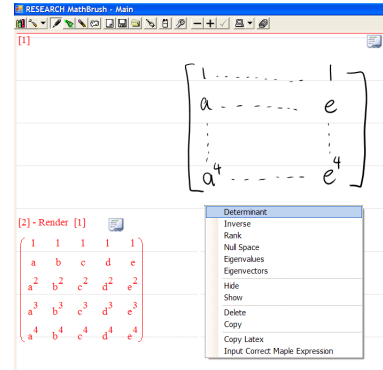 RESEARCH MathBrush - Main
[1]
1 . . . . . . . . . . 1
a - - - - - - - e
a⁴ - - - - - - e⁴
[2] - Render [1]
1 1 1 1 1
a b c d e
a² b² c² d² e²
a³ b³ c³ d³ e³
a⁴ b⁴ c⁴ d⁴ e⁴
Determinant
Inverse
Rank
Null Space
Eigenvalues
Eigenvectors
Hide
Show
Delete
Copy
Copy Latex
Input Correct Maple Expression